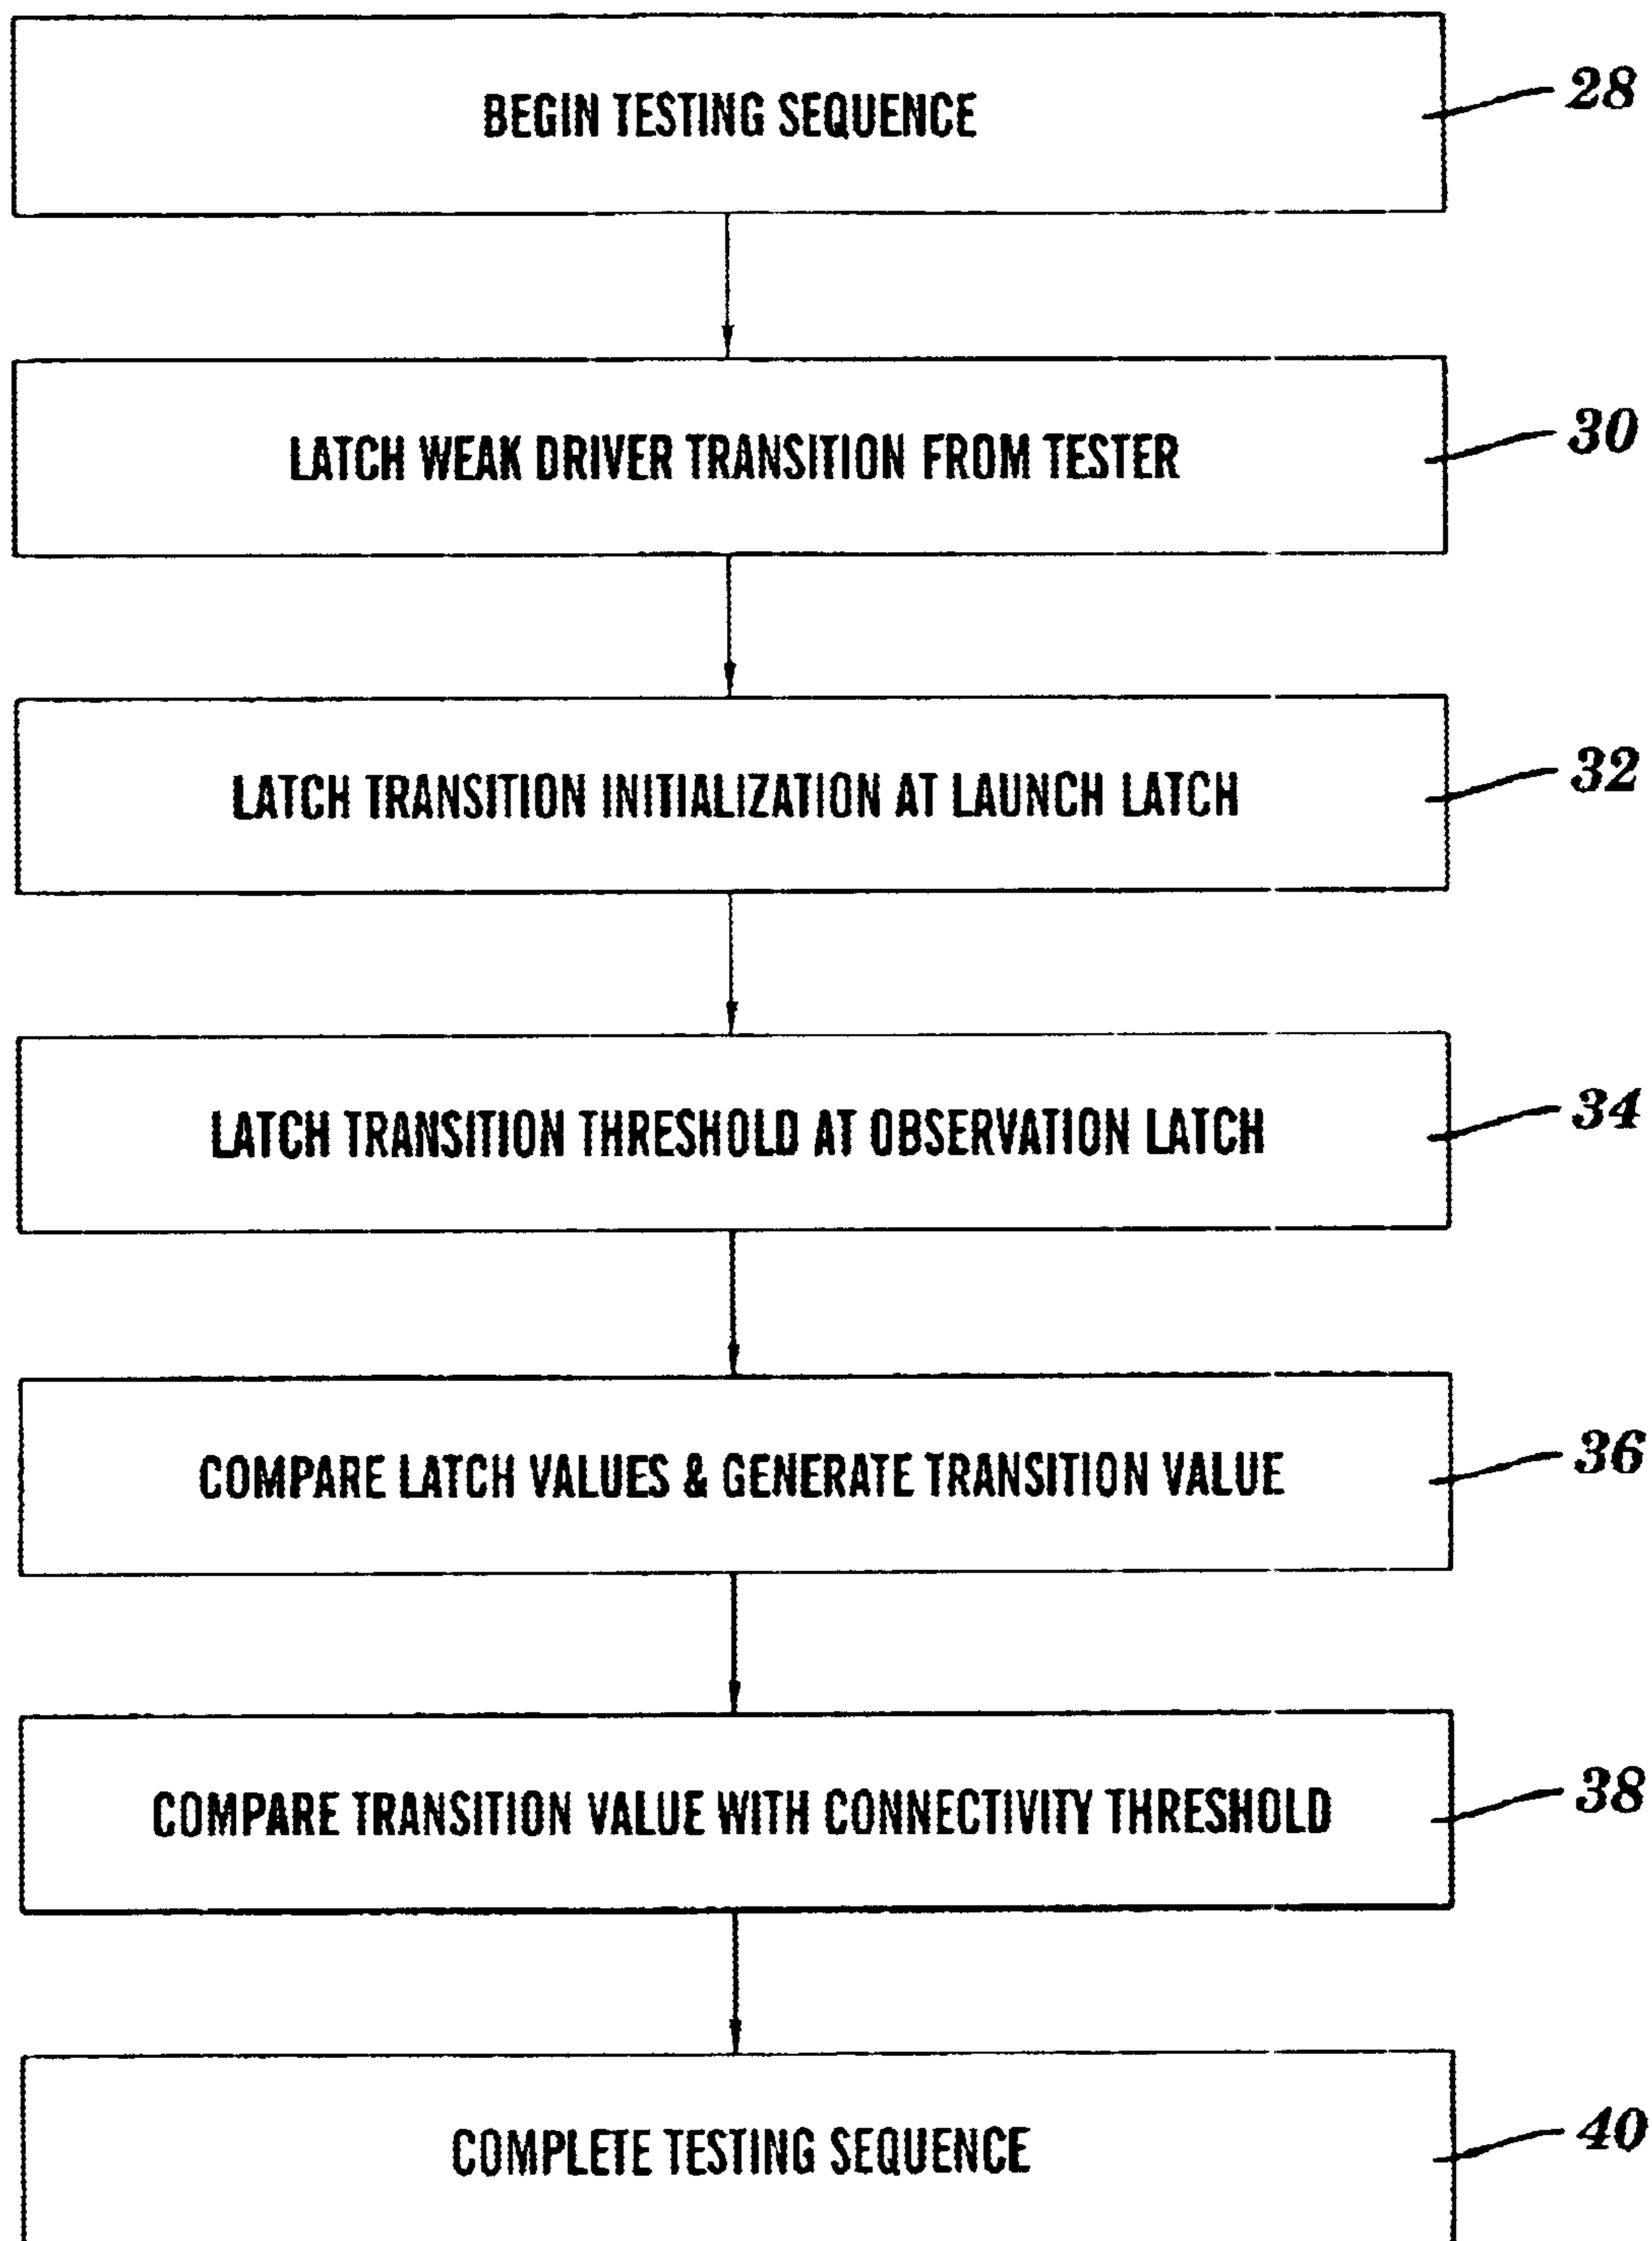 BEGIN TESTING SEQUENCE
28
LATCH WEAK DRIVER TRANSITION FROM TESTER
30
LATCH TRANSITION INITIALIZATION AT LAUNCH LATCH
32
LATCH TRANSITION THRESHOLD AT OBSERVATION LATCH
34
COMPARE LATCH VALUES & GENERATE TRANSITION VALUE
36
COMPARE TRANSITION VALUE WITH CONNECTIVITY THRESHOLD
38
COMPLETE TESTING SEQUENCE
40